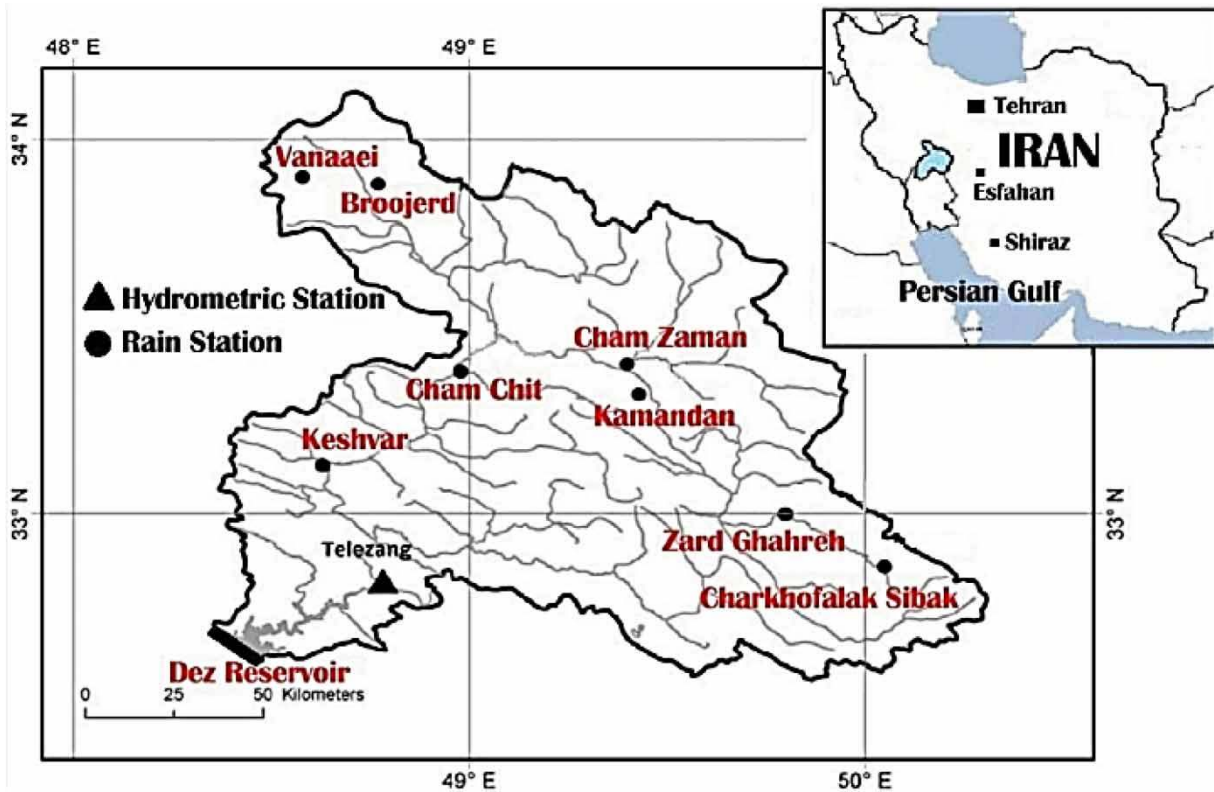 48° E
49° E
34° N
Vanaaei
Broojerd
Tehran
IRAN
Esfahan
Shiraz
Persian Gulf
Hydrometric Station
Rain Station
Cham Zaman
Cham Chit
Kamandan
Keshvar
33° N
33° N
Zard Ghahreh
Telezang
Charkhofalak Sibak
Dez Reservoir
0 25 50 Kilometers
49° E
50° E